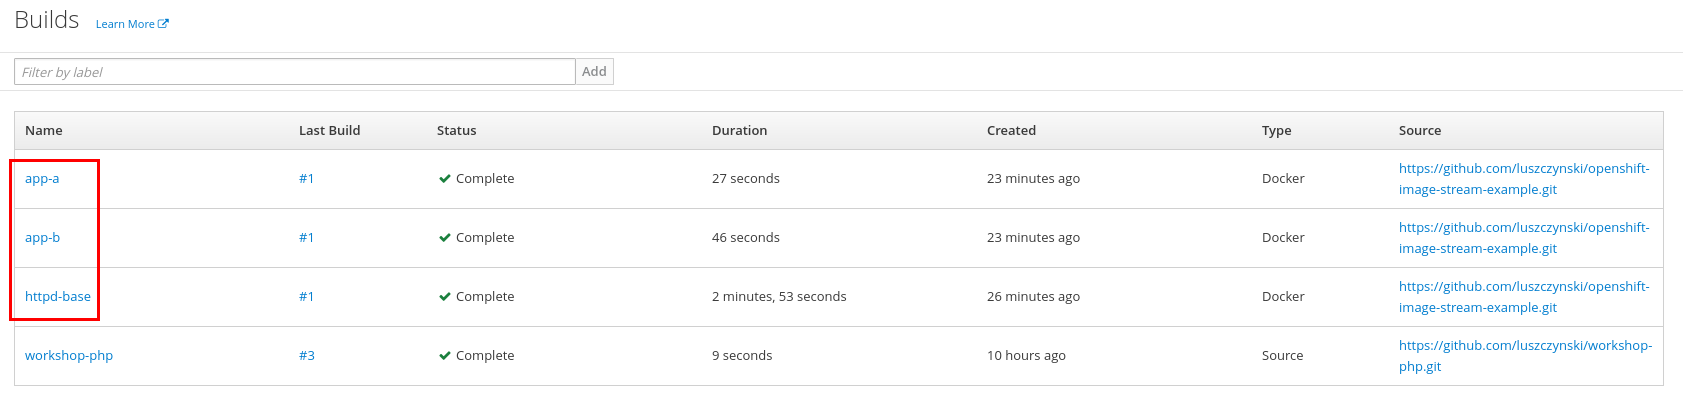 Builds Learn More
Filter by label Add
Name Last Build Status Duration Created Type Source
app-a #1 Complete 27 seconds 23 minutes ago Docker https://github.com/luszczynski/openshift-
image-stream-example.git
app-b #1 Complete 46 seconds 23 minutes ago Docker https://github.com/luszczynski/openshift-
image-stream-example.git
httpd-base #1 Complete 2 minutes, 53 seconds 26 minutes ago Docker https://github.com/luszczynski/openshift-
image-stream-example.git
workshop-php #3 Complete 9 seconds 10 hours ago Source https://github.com/luszczynski/workshop-
php.git